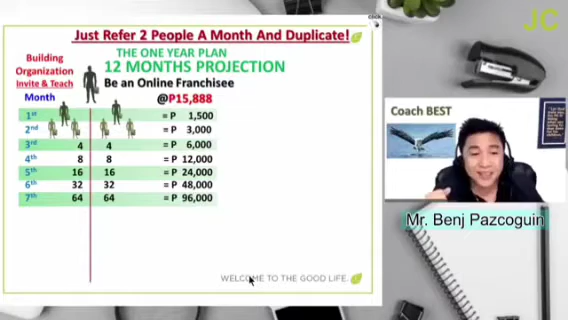 JC
Just Refer 2 People A Month And Duplicate!
THE ONE YEAR PLAN
12 MONTHS PROJECTION
Be an Online Franchisee
@P15,888
Building
Organization
Invite & Teach
Month
1st = P 1,500
2nd = P 3,000
3rd 4 4 = P 6,000
4th 8 8 = P 12,000
5th 16 16 = P 24,000
6th 32 32 = P 48,000
7th 64 64 = P 96,000
WELCOME TO THE GOOD LIFE.
Coach BEST
Mr. Benj Pazcoguin